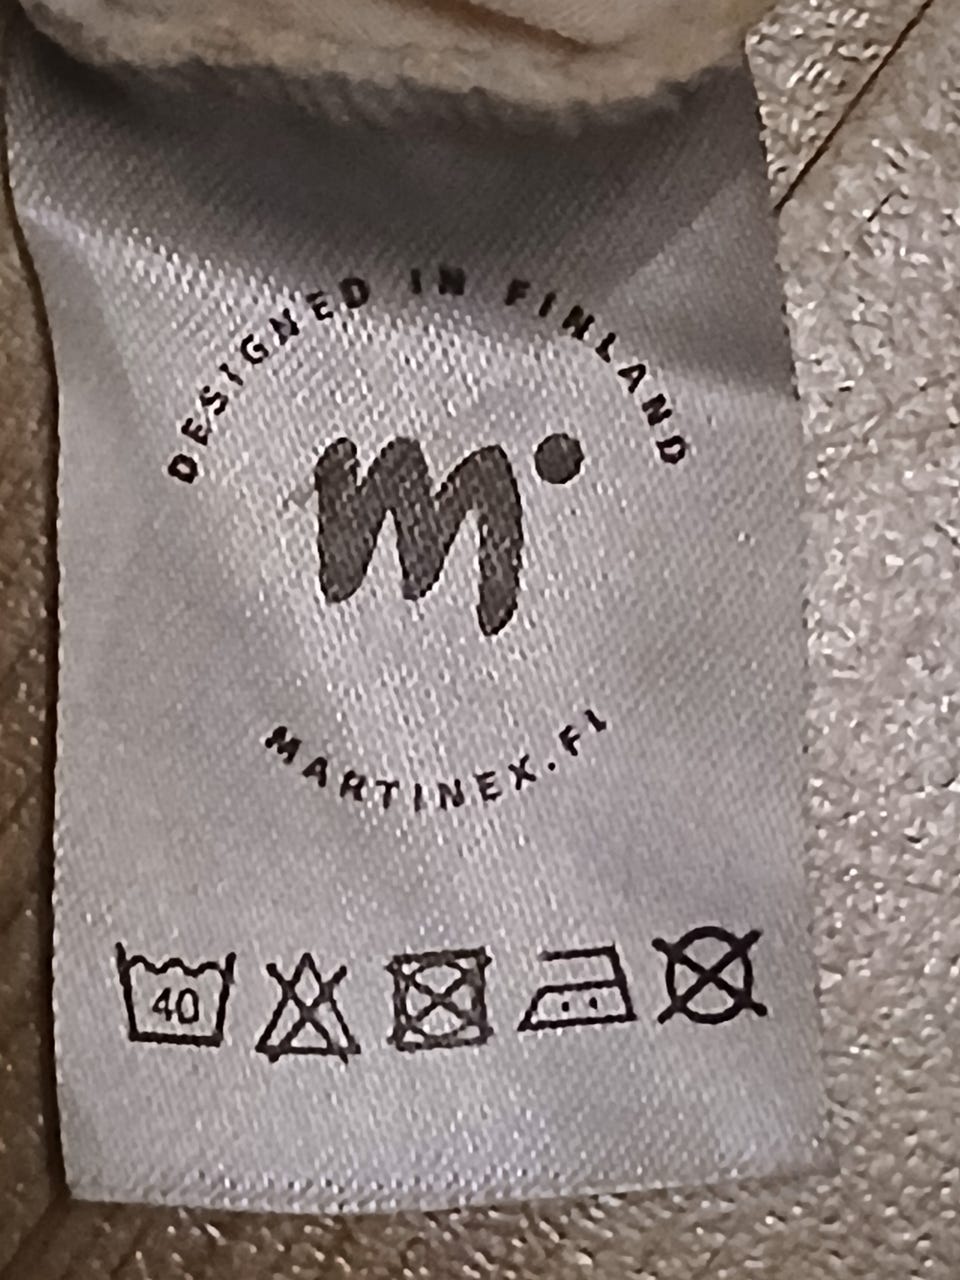 DESIGNED IN FINLAND
m
MARTINEX.FI
40